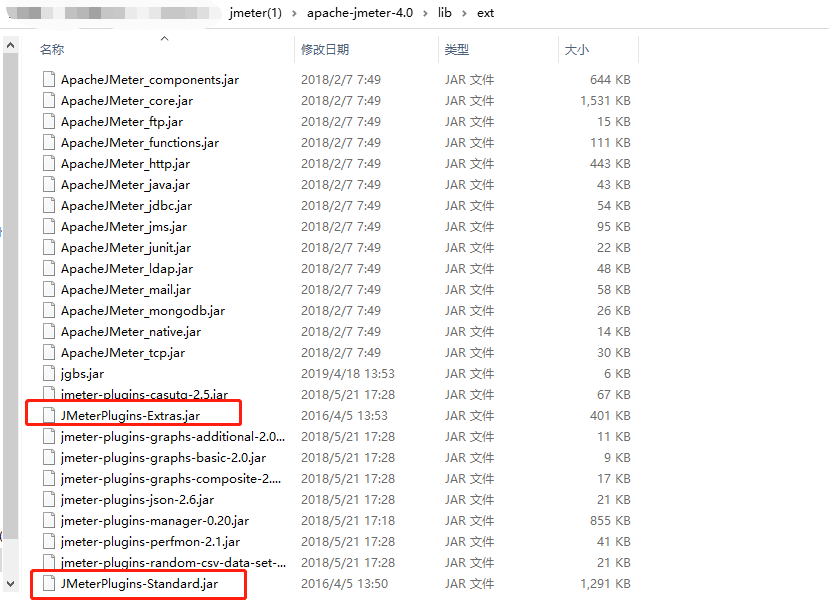 jmeter(1) › apache-jmeter-4.0 › lib › ext
名称 修改日期 类型 大小
ApacheJMeter_components.jar 2018/2/7 7:49 JAR 文件 644 KB
ApacheJMeter_core.jar 2018/2/7 7:49 JAR 文件 1,531 KB
ApacheJMeter_ftp.jar 2018/2/7 7:49 JAR 文件 15 KB
ApacheJMeter_functions.jar 2018/2/7 7:49 JAR 文件 111 KB
ApacheJMeter_http.jar 2018/2/7 7:49 JAR 文件 443 KB
ApacheJMeter_java.jar 2018/2/7 7:49 JAR 文件 43 KB
ApacheJMeter_jdbc.jar 2018/2/7 7:49 JAR 文件 54 KB
ApacheJMeter_jms.jar 2018/2/7 7:49 JAR 文件 95 KB
ApacheJMeter_junit.jar 2018/2/7 7:49 JAR 文件 22 KB
ApacheJMeter_ldap.jar 2018/2/7 7:49 JAR 文件 48 KB
ApacheJMeter_mail.jar 2018/2/7 7:49 JAR 文件 58 KB
ApacheJMeter_mongodb.jar 2018/2/7 7:49 JAR 文件 26 KB
ApacheJMeter_native.jar 2018/2/7 7:49 JAR 文件 14 KB
ApacheJMeter_tcp.jar 2018/2/7 7:49 JAR 文件 30 KB
jgbs.jar 2019/4/18 13:53 JAR 文件 6 KB
jmeter-plugins-casutg-2.5.jar 2018/5/21 17:28 JAR 文件 67 KB
JMeterPlugins-Extras.jar 2016/4/5 13:53 JAR 文件 401 KB
jmeter-plugins-graphs-additional-2.0... 2018/5/21 17:28 JAR 文件 11 KB
jmeter-plugins-graphs-basic-2.0.jar 2018/5/21 17:28 JAR 文件 9 KB
jmeter-plugins-graphs-composite-2.... 2018/5/21 17:28 JAR 文件 17 KB
jmeter-plugins-json-2.6.jar 2018/5/21 17:28 JAR 文件 21 KB
jmeter-plugins-manager-0.20.jar 2018/5/21 17:18 JAR 文件 855 KB
jmeter-plugins-perfmon-2.1.jar 2018/5/21 17:28 JAR 文件 41 KB
jmeter-plugins-random-csv-data-set-... 2018/5/21 17:28 JAR 文件 21 KB
JMeterPlugins-Standard.jar 2016/4/5 13:50 JAR 文件 1,291 KB